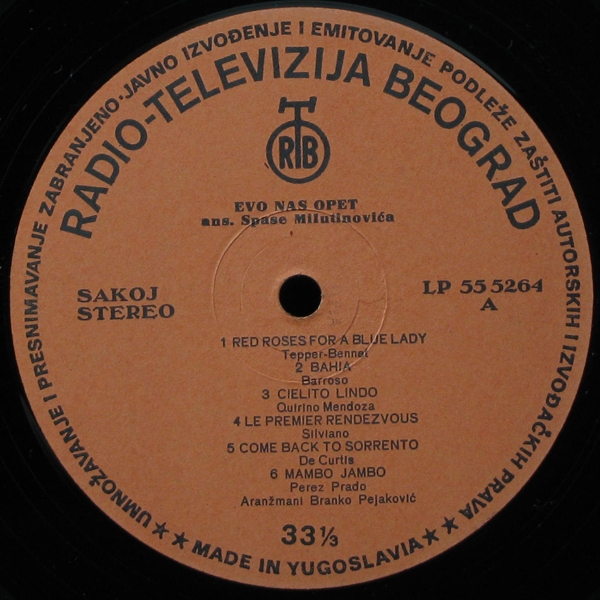 UMNOŽAVANJE I PRESNIMAVANJE ZABRANJENO·JAVNO IZVOĐENJE I EMITOVANJE PODLEŽE ZAŠTITI AUTORSKIH I IZVOĐAČKIH PRAVA
RADIO-TELEVIZIJA BEOGRAD
RTB
EVO NAS OPET
ans. Spase Milutinovića
SAKOJ
STEREO
LP 55 5264
A
1 RED ROSES FOR A BLUE LADY
Tepper-Bennet
2 BAHIA
Barroso
3 CIELITO LINDO
Quirino Mendoza
4 LE PREMIER RENDEZVOUS
Silviano
5 COME BACK TO SORRENTO
De Curtis
6 MAMBO JAMBO
Perez Prado
Aranžmani Branko Pejaković
33⅓
★★ MADE IN YUGOSLAVIA ★★